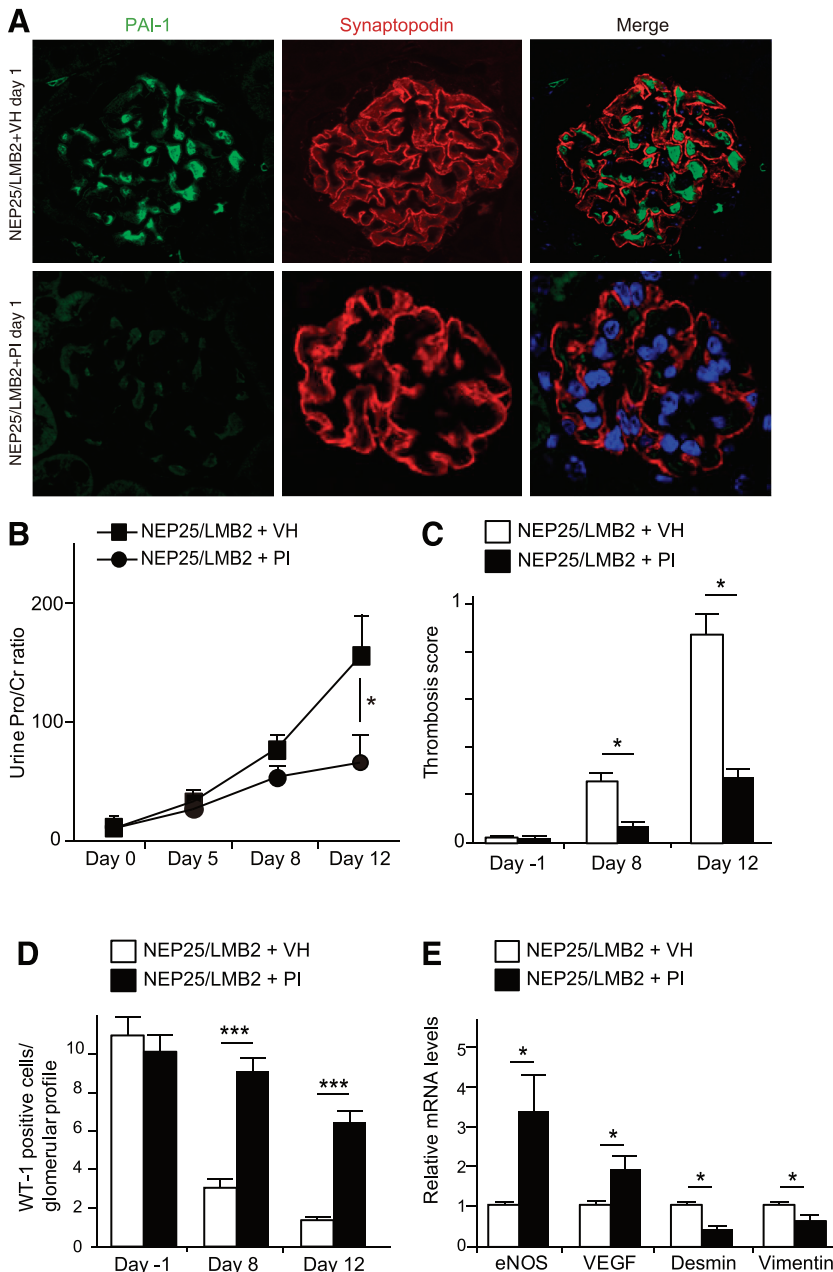 A
PAI-1 Synaptopodin Merge
NEP25/LMB2+VH day 1
NEP25/LMB2+PI day 1
B
NEP25/LMB2 + VH
NEP25/LMB2 + PI
Urine Pro/Cr ratio
200
100
0
*
Day 0 Day 5 Day 8 Day 12
C
NEP25/LMB2 + VH
NEP25/LMB2 + PI
Thrombosis score
1
0
* *
Day -1 Day 8 Day 12
D
NEP25/LMB2 + VH
NEP25/LMB2 + PI
WT-1 positive cells/
glomerular profile
10
8
6
4
2
0
*** ***
Day -1 Day 8 Day 12
E
NEP25/LMB2 + VH
NEP25/LMB2 + PI
Relative mRNA levels
5
4
3
2
1
0
* * * *
eNOS VEGF Desmin Vimentin